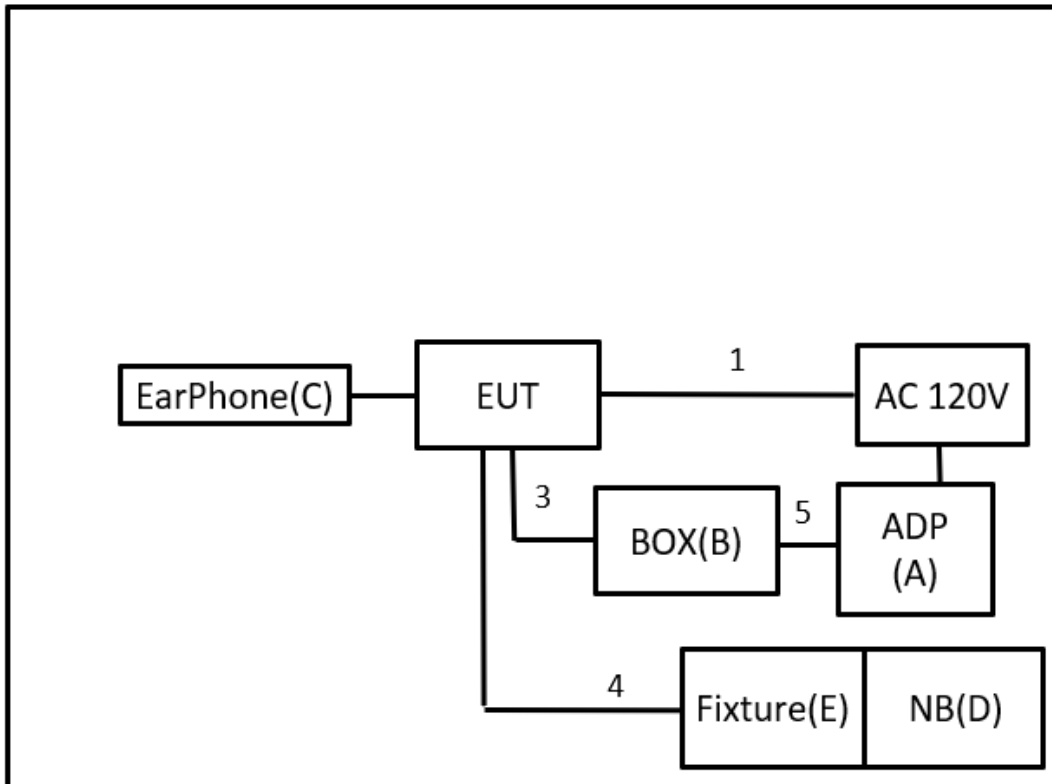 1
EarPhone(C)
EUT
AC 120V
3
5
BOX(B)
ADP
(A)
4
Fixture(E)
NB(D)